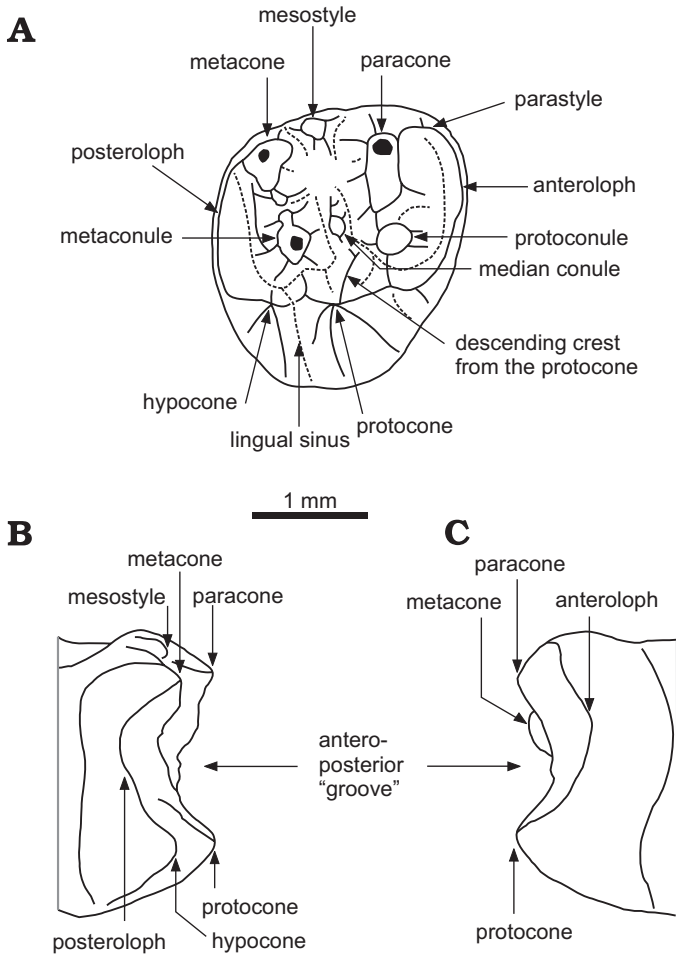 A
mesostyle
metacone
paracone
parastyle
posteroloph
anteroloph
metaconule
protoconule
median conule
descending crest
from the protocone
hypocone
protocone
lingual sinus
1 mm
B
C
metacone
paracone
mesostyle
paracone
metacone
anteroloph
antero-
posterior
“groove”
protocone
hypocone
posteroloph
protocone